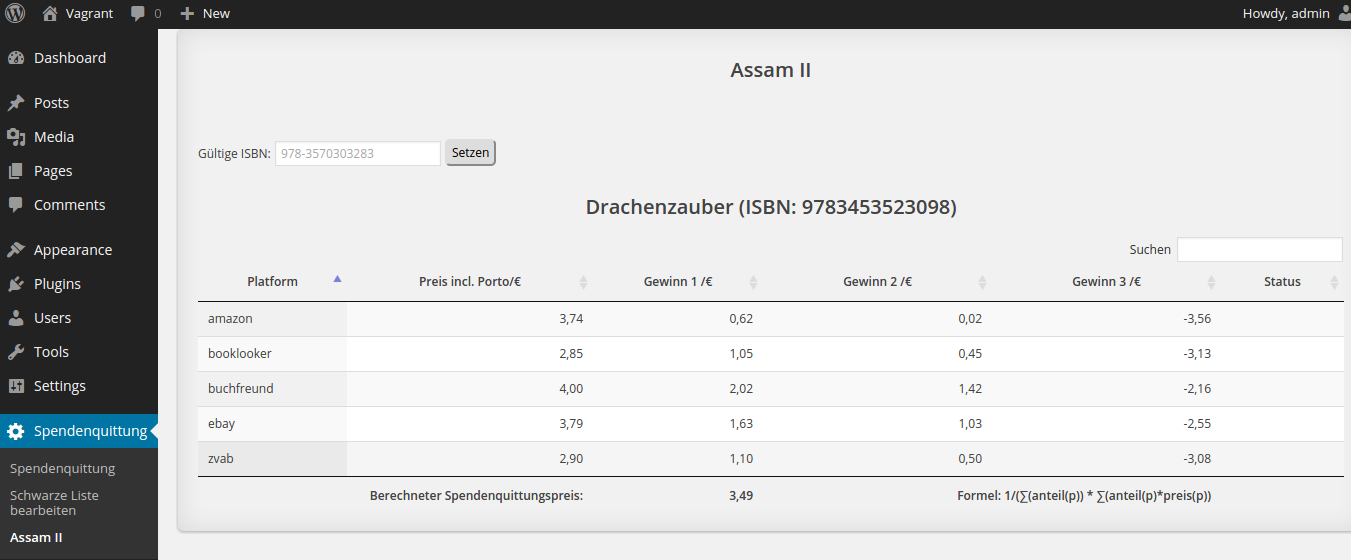 Vagrant 0 New Howdy, admin
Dashboard
Posts
Media
Pages
Comments
Appearance
Plugins
Users
Tools
Settings
Spendenquittung
Spendenquittung
Schwarze Liste
bearbeiten
Assam II
Assam II
Gültige ISBN: 978-3570303283 Setzen
Drachenzauber (ISBN: 9783453523098)
Suchen
Platform Preis incl. Porto/€ Gewinn 1 /€ Gewinn 2 /€ Gewinn 3 /€ Status
amazon 3,74 0,62 0,02 -3,56
booklooker 2,85 1,05 0,45 -3,13
buchfreund 4,00 2,02 1,42 -2,16
ebay 3,79 1,63 1,03 -2,55
zvab 2,90 1,10 0,50 -3,08
Berechneter Spendenquittungspreis: 3,49 Formel: 1/(∑(anteil(p)) * ∑(anteil(p)*preis(p))